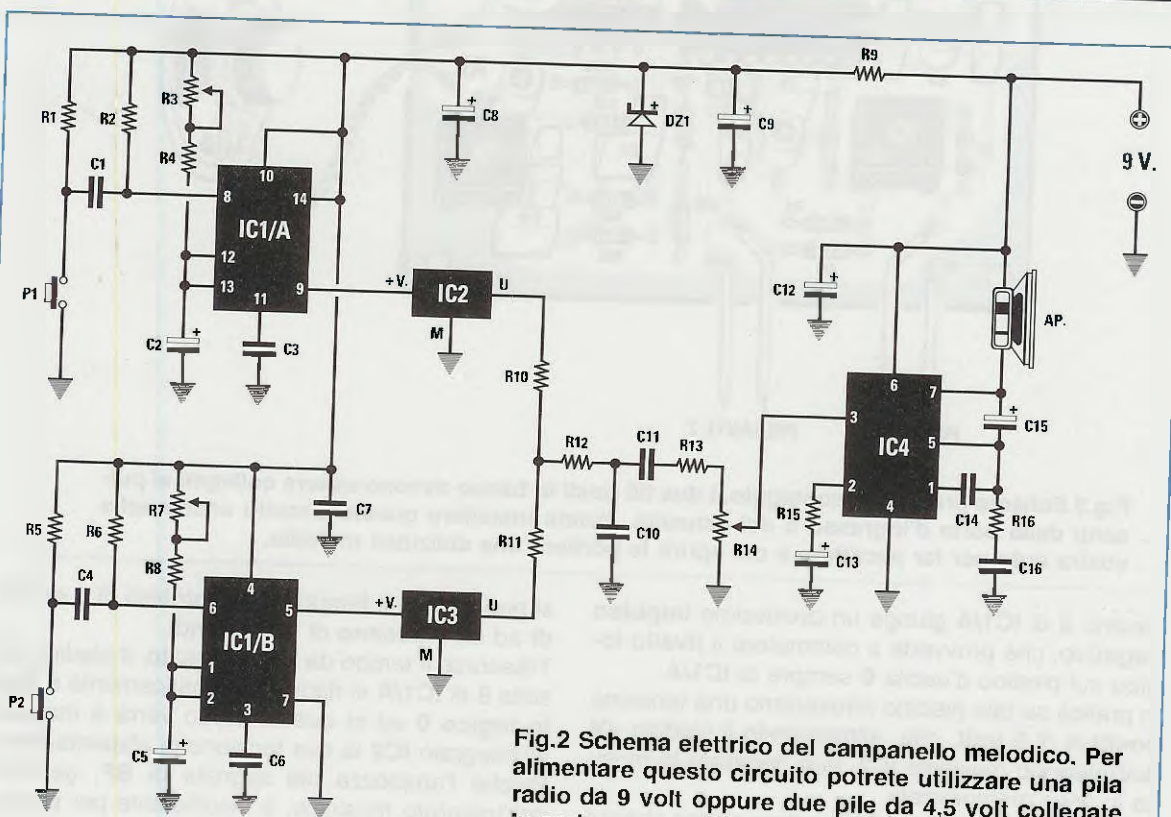 R9
R1
R2
R3
R4
C1
C8
DZ1
C9
9 V.
10
8
14
IC1/A
12
13
11
9
P1
C2
C3
+V.
IC2
U
M
R10
C12
AP.
6
7
3
5
IC4
2
1
4
C15
R12
C11
R13
R14
R15
C14
R16
C10
C13
C16
R5
R6
R7
R8
C7
R11
C4
4
6
5
IC1/B
1
2
3
7
+V.
IC3
U
M
P2
C5
C6
Fig.2 Schema elettrico del campanello melodico. Per
alimentare questo circuito potrete utilizzare una pila
radio da 9 volt oppure due pile da 4,5 volt collegate